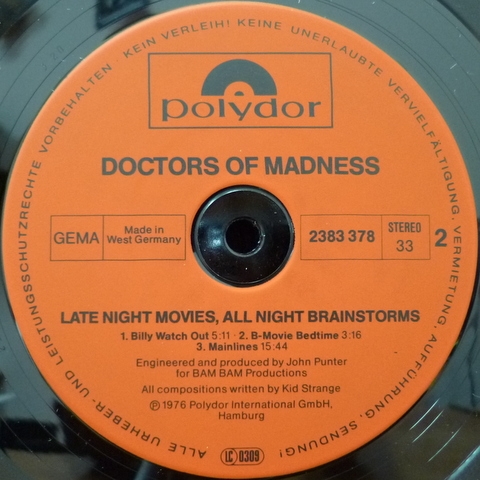 ALLE URHEBER- UND LEISTUNGSSCHUTZRECHTE VORBEHALTEN · KEIN VERLEIH! KEINE UNERLAUBTE VERVIELFÄLTIGUNG, VERMIETUNG, AUFFÜHRUNG, SENDUNG!
polydor
DOCTORS OF MADNESS
GEMA
Made in
West Germany
2383 378
STEREO
33
2
LATE NIGHT MOVIES, ALL NIGHT BRAINSTORMS
1. Billy Watch Out 5:11 · 2. B-Movie Bedtime 3:16
3. Mainlines 15:44
Engineered and produced by John Punter
for BAM BAM Productions
All compositions written by Kid Strange
Ⓟ 1976 Polydor International GmbH,
Hamburg
LC 0309